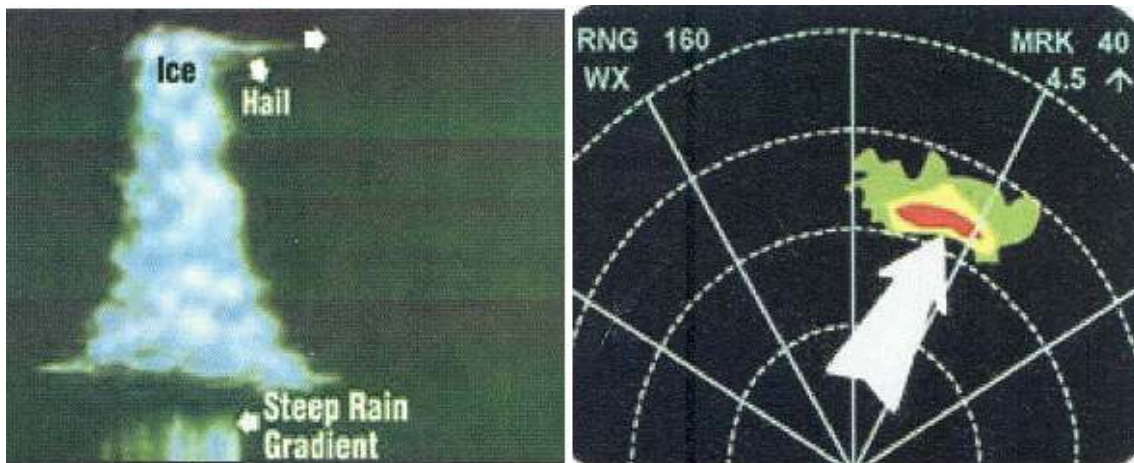 Ice
Hail
Steep Rain
Gradient
RNG 160
WX
MRK 40
4.5 ↑